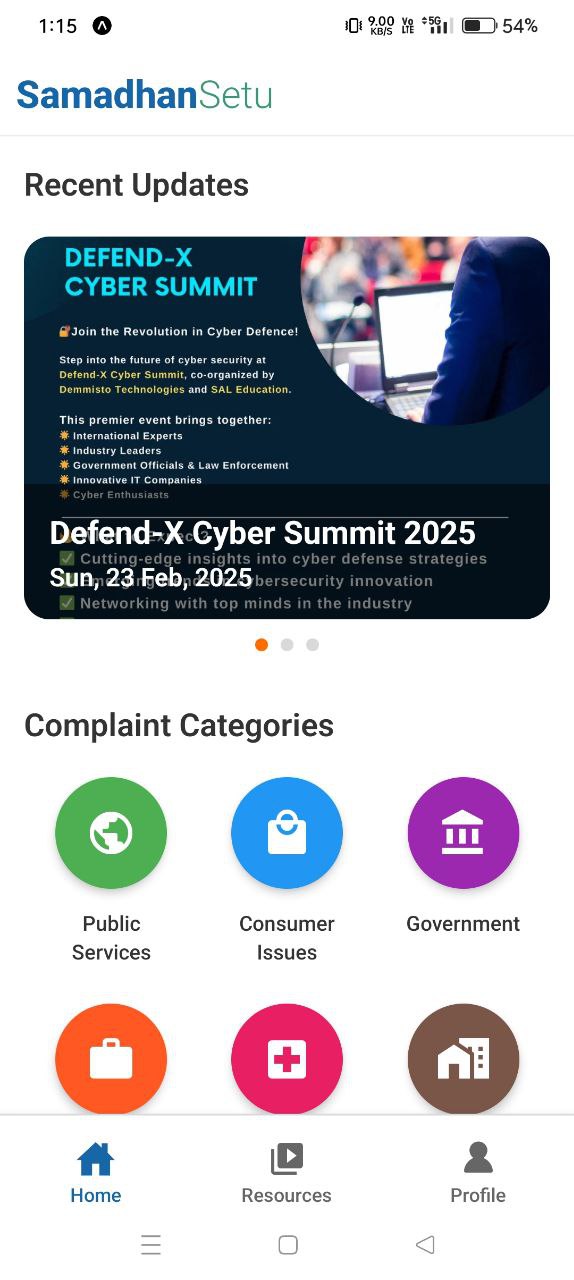 1:15 9.00 KB/S Vo LTE 5G 54%
SamadhanSetu
Recent Updates
DEFEND-X
CYBER SUMMIT
Join the Revolution in Cyber Defence!
Step into the future of cyber security at
Defend-X Cyber Summit, co-organized by
Demmisto Technologies and SAL Education.
This premier event brings together:
International Experts
Industry Leaders
Government Officials & Law Enforcement
Innovative IT Companies
Cyber Enthusiasts
Defend-X Cyber Summit 2025
Cutting-edge insights into cyber defense strategies
Sun, 23 Feb, 2025
cybersecurity innovation
Networking with top minds in the industry
Complaint Categories
Public
Services
Consumer
Issues
Government
Home
Resources
Profile